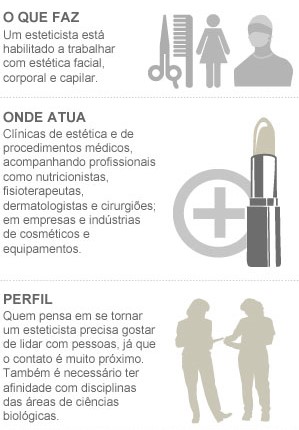 O QUE FAZ
Um esteticista está
habilitado a trabalhar
com estética facial,
corporal e capilar.
ONDE ATUA
Clínicas de estética e de
procedimentos médicos,
acompanhando profissionais
como nutricionistas,
fisioterapeutas,
dermatologistas e cirurgiões;
em empresas e indústrias
de cosméticos e
equipamentos.
PERFIL
Quem pensa em se tornar
um esteticista precisa gostar
de lidar com pessoas, já que
o contato é muito próximo.
Também é necessário ter
afinidade com disciplinas
das áreas de ciências
biológicas.